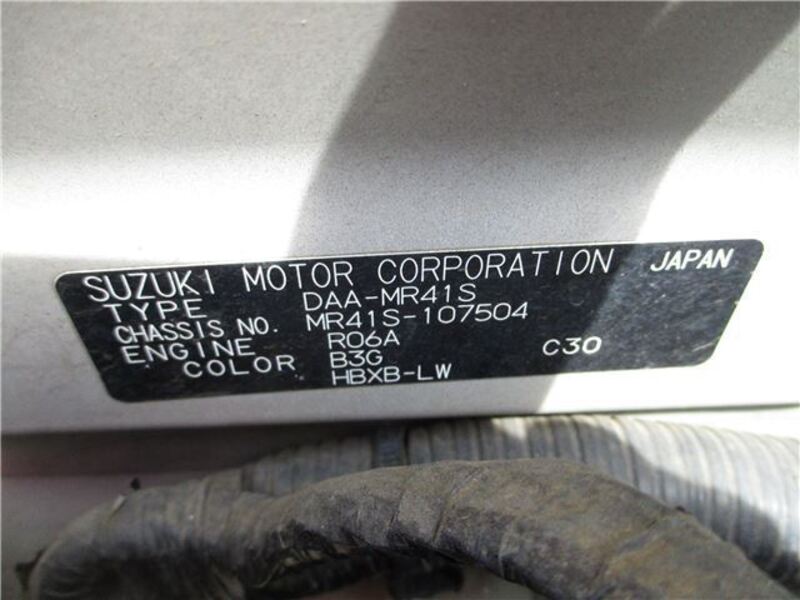 SUZUKI MOTOR CORPORATION JAPAN
TYPE DAA-MR41S
CHASSIS NO. MR41S-107504
ENGINE R06A C30
COLOR B3G
HBXB-LW